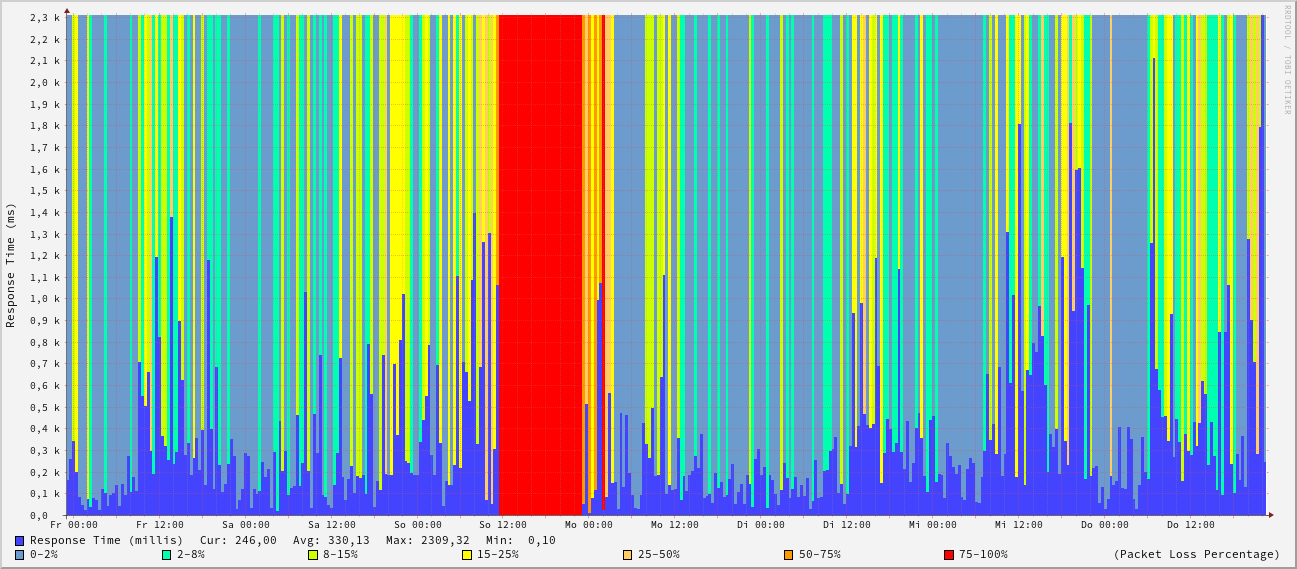 RRDTOOL / TOBI OETIKER
Response Time (ms)
2,3 k
2,2 k
2,1 k
2,0 k
1,9 k
1,8 k
1,7 k
1,6 k
1,5 k
1,4 k
1,3 k
1,2 k
1,1 k
1,0 k
0,9 k
0,8 k
0,7 k
0,6 k
0,5 k
0,4 k
0,3 k
0,2 k
0,1 k
0,0
Fr 00:00 Fr 12:00 Sa 00:00 Sa 12:00 So 00:00 So 12:00 Mo 00:00 Mo 12:00 Di 00:00 Di 12:00 Mi 00:00 Mi 12:00 Do 00:00 Do 12:00
Response Time (millis) Cur: 246,00 Avg: 330,13 Max: 2309,32 Min: 0,10
0-2% 2-8% 8-15% 15-25% 25-50% 50-75% 75-100% (Packet Loss Percentage)